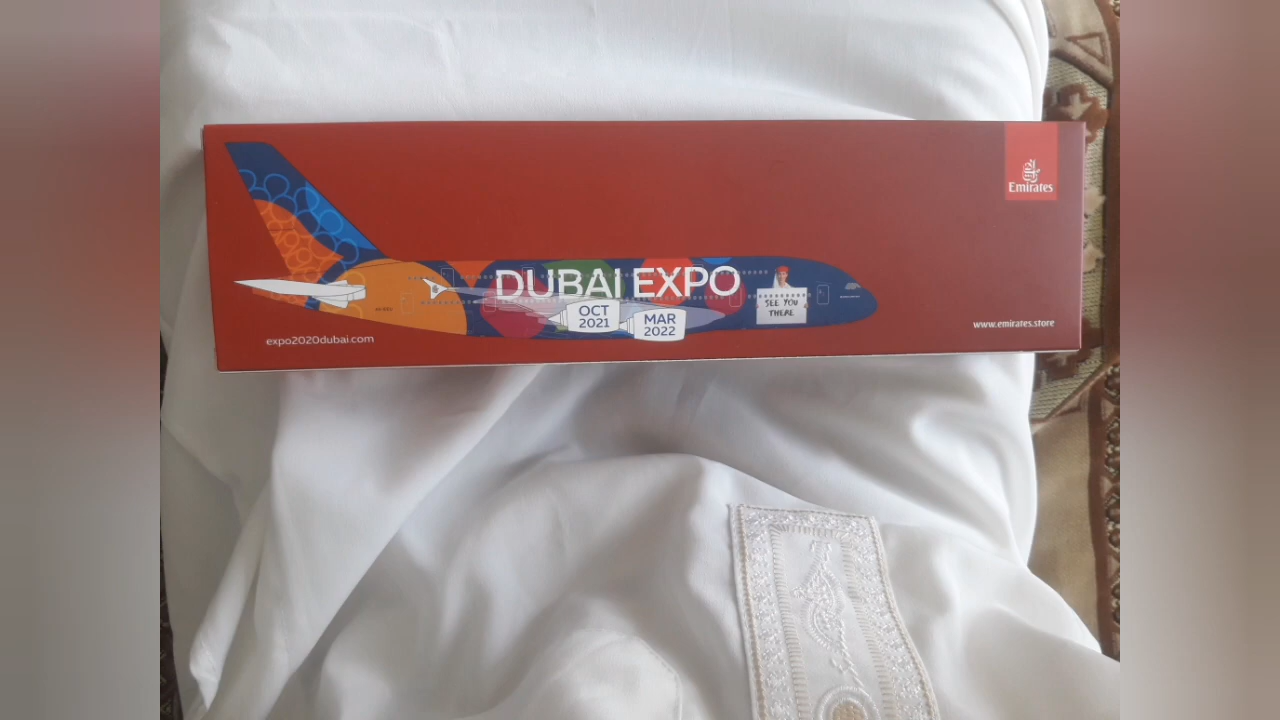 Emirates
DUBAI EXPO
OCT
2021
MAR
2022
SEE YOU
THERE
expo2020dubai.com
www.emirates.store